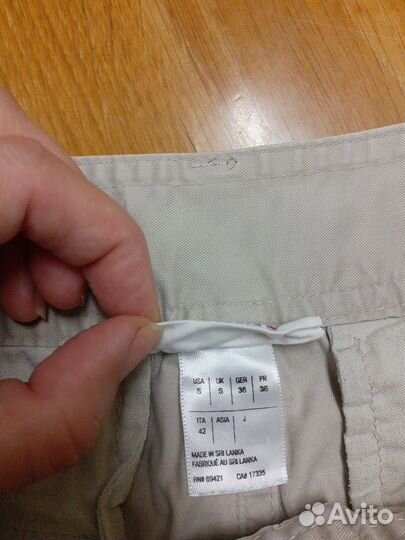 USA | UK | GER | FR
S | S | 36 | 38
ITA | ASIA | J
42
MADE IN SRI LANKA
FABRIQUÉ AU SRI LANKA
RN# 69421 CA# 17335
Avito